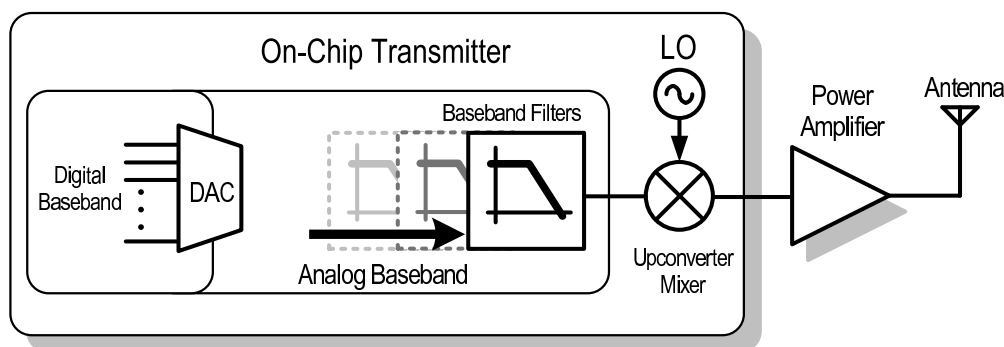 On-Chip Transmitter
LO
Antenna
Power
Amplifier
Baseband Filters
Digital
Baseband
DAC
Analog Baseband
Upconverter
Mixer